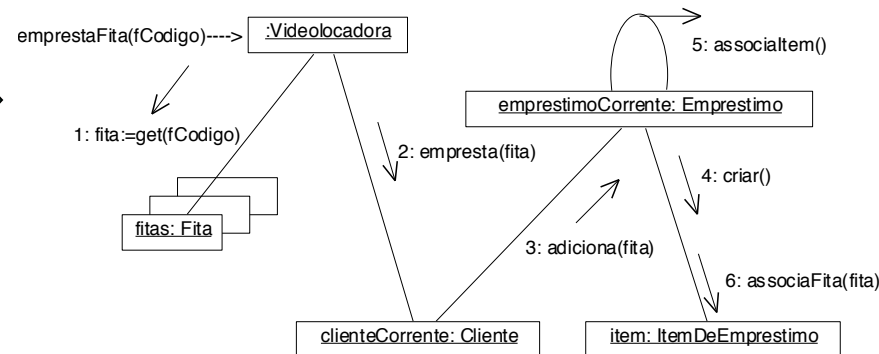 emprestaFita(fCodigo)---->
:Videolocadora
5: associaItem()
emprestimoCorrente: Emprestimo
1: fita:=get(fCodigo)
2: empresta(fita)
4: criar()
fitas: Fita
3: adiciona(fita)
6: associaFita(fita)
clienteCorrente: Cliente
item: ItemDeEmprestimo